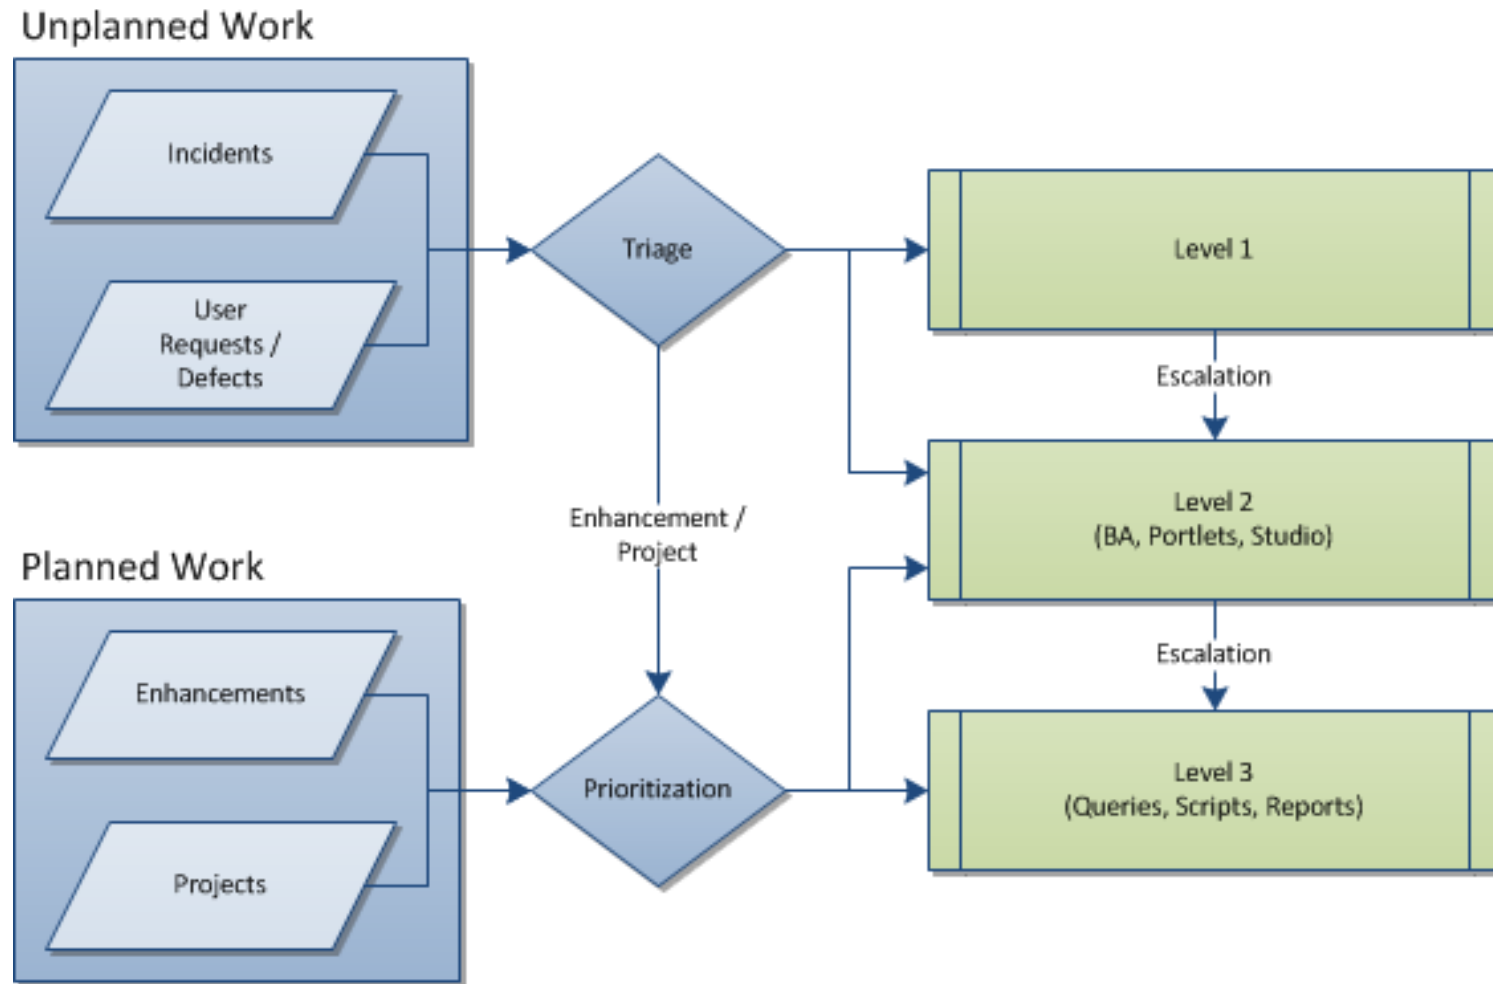 Unplanned Work
Incidents
User
Requests /
Defects
Triage
Level 1
Escalation
Level 2
(BA, Portlets, Studio)
Enhancement /
Project
Planned Work
Escalation
Enhancements
Projects
Prioritization
Level 3
(Queries, Scripts, Reports)